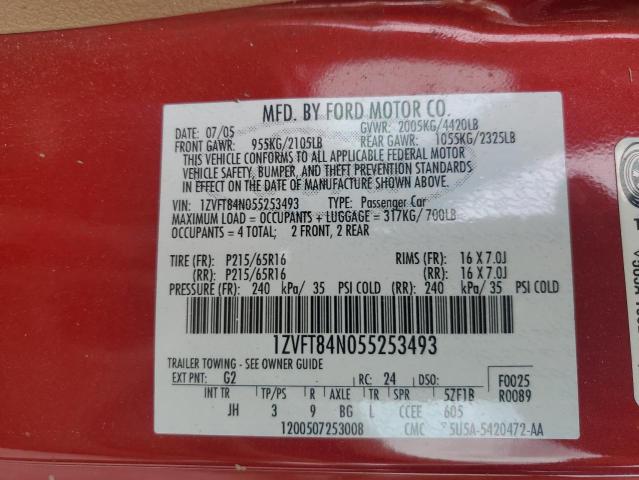 MFD. BY FORD MOTOR CO.
DATE: 07/05 GVWR: 2005KG/4420LB
FRONT GAWR: 955KG/2105LB REAR GAWR: 1055KG/2325LB
THIS VEHICLE CONFORMS TO ALL APPLICABLE FEDERAL MOTOR
VEHICLE SAFETY, BUMPER, AND THEFT PREVENTION STANDARDS
IN EFFECT ON THE DATE OF MANUFACTURE SHOWN ABOVE.
VIN: 1ZVFT84N055253493 TYPE: Passenger Car
MAXIMUM LOAD = OCCUPANTS + LUGGAGE = 317KG/ 700LB
OCCUPANTS = 4 TOTAL; 2 FRONT, 2 REAR
TIRE (FR): P215/65R16 RIMS (FR): 16 X 7.0J
(RR): P215/65R16 (RR): 16 X 7.0J
PRESSURE (FR): 240 kPa/ 35 PSI COLD (RR): 240 kPa/ 35 PSI COLD
1ZVFT84N055253493
TRAILER TOWING - SEE OWNER GUIDE
EXT PNT: G2 RC: 24 DSO: F0025
INT TR TP/PS R AXLE TR SPR 5ZF1B R0089
JH 3 9 BG L CCEE 605
1200507253008 CMC 5U5A-5420472-AA